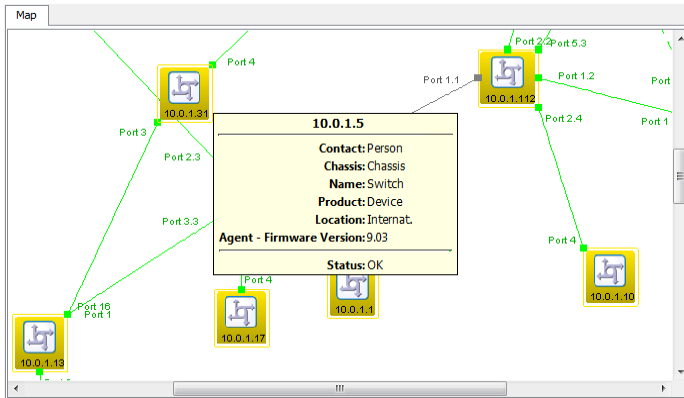 Map
Port 4
10.0.1.31
Port 3
Port 2.3
Port 3.3
Port 2.2
Port 5.3
Port 1.1
Port 1.2
10.0.1.112
Port 2.4
Port
Port 1
10.0.1.5
Contact: Person
Chassis: Chassis
Name: Switch
Product: Device
Location: Internat.
Agent - Firmware Version: 9.03
Status: OK
Port 4
10.0.1.10
Port 4
10.0.1.17
10.0.1.1
Port 16
Port 1
10.0.1.13